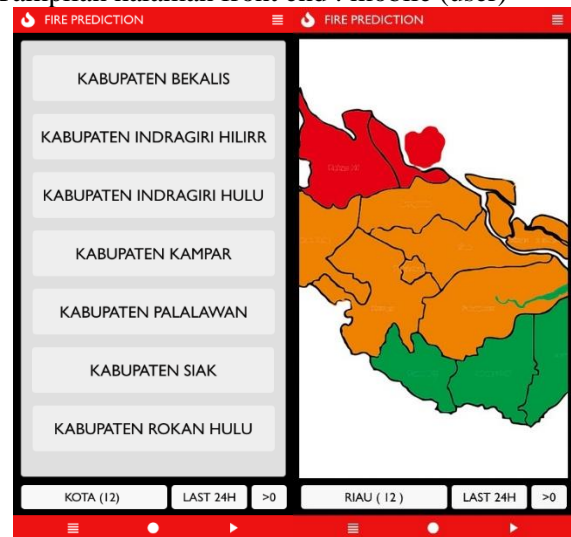 FIRE PREDICTION
KABUPATEN BEKALIS
KABUPATEN INDRAGIRI HILIRR
KABUPATEN INDRAGIRI HULU
KABUPATEN KAMPAR
KABUPATEN PALALAWAN
KABUPATEN SIAK
KABUPATEN ROKAN HULU
KOTA (12)
LAST 24H
>0
FIRE PREDICTION
RIAU ( 12 )
LAST 24H
>0